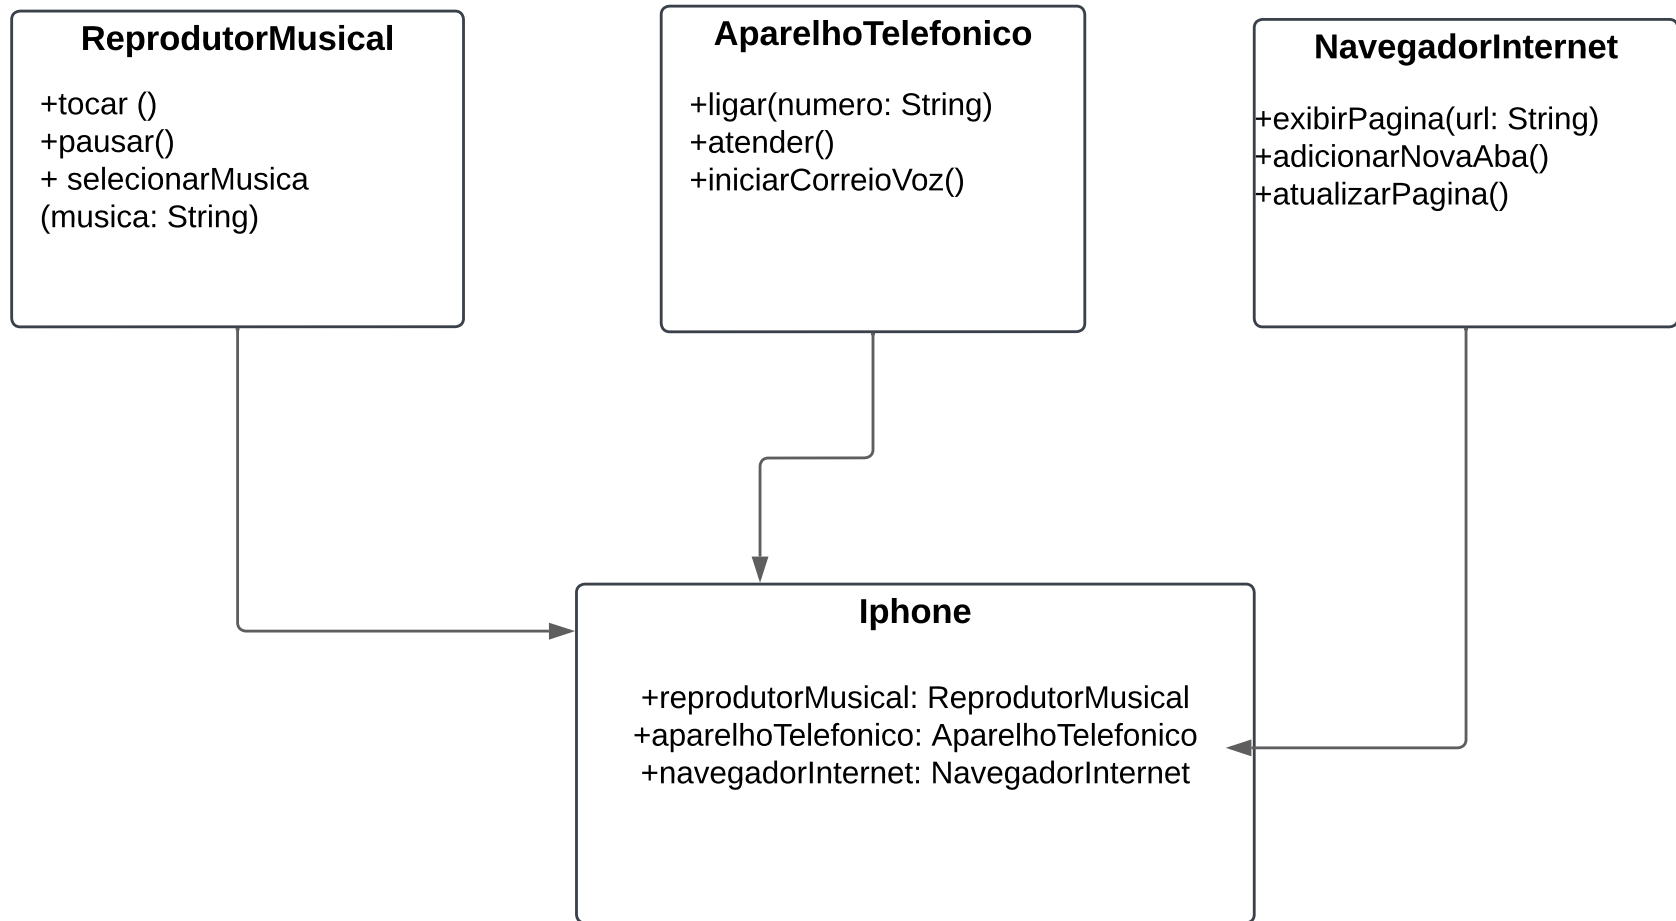 ReprodutorMusical
+tocar ()
+pausar()
+ selecionarMusica
(musica: String)
AparelhoTelefonico
+ligar(numero: String)
+atender()
+iniciarCorreioVoz()
NavegadorInternet
+exibirPagina(url: String)
+adicionarNovaAba()
+atualizarPagina()
Iphone
+reprodutorMusical: ReprodutorMusical
+aparelhoTelefonico: AparelhoTelefonico
+navegadorInternet: NavegadorInternet